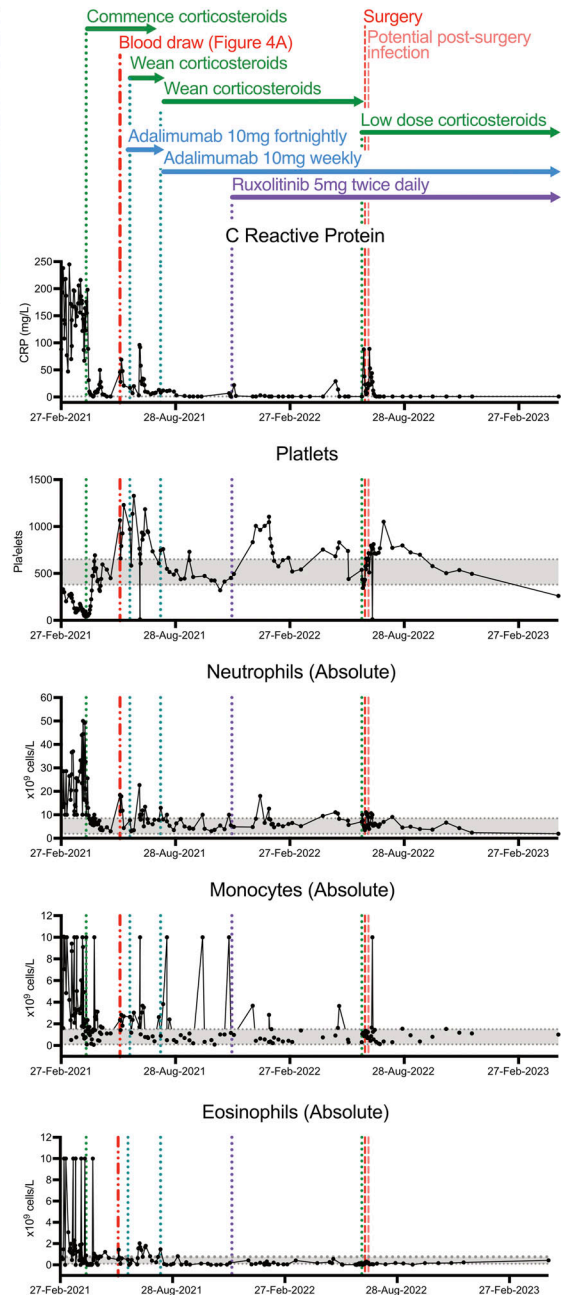 Commence corticosteroids
Surgery
Blood draw (Figure 4A)
Potential post-surgery
infection
Wean corticosteroids
Wean corticosteroids
Low dose corticosteroids
Adalimumab 10mg fortnightly
Adalimumab 10mg weekly
Ruxolitinib 5mg twice daily
C Reactive Protein
CRP (mg/L)
250
200
150
100
50
0
27-Feb-2021 28-Aug-2021 27-Feb-2022 28-Aug-2022 27-Feb-2023
Platlets
Platelets
1500
1000
500
0
27-Feb-2021 28-Aug-2021 27-Feb-2022 28-Aug-2022 27-Feb-2023
Neutrophils (Absolute)
x10⁹ cells/L
60
50
40
30
20
10
0
27-Feb-2021 28-Aug-2021 27-Feb-2022 28-Aug-2022 27-Feb-2023
Monocytes (Absolute)
x10⁹ cells/L
12
10
8
6
4
2
0
27-Feb-2021 28-Aug-2021 27-Feb-2022 28-Aug-2022 27-Feb-2023
Eosinophils (Absolute)
x10⁹ cells/L
12
10
8
6
4
2
0
27-Feb-2021 28-Aug-2021 27-Feb-2022 28-Aug-2022 27-Feb-2023